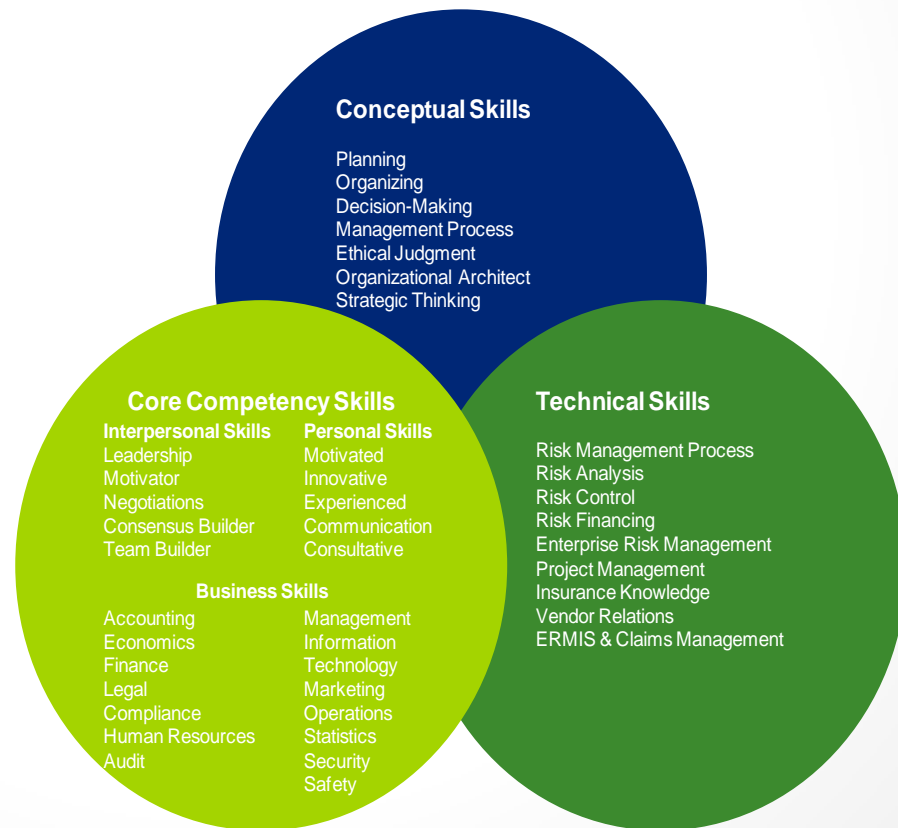 Conceptual Skills
Planning
Organizing
Decision-Making
Management Process
Ethical Judgment
Organizational Architect
Strategic Thinking
Core Competency Skills
Interpersonal Skills
Leadership
Motivator
Negotiations
Consensus Builder
Team Builder
Personal Skills
Motivated
Innovative
Experienced
Communication
Consultative
Business Skills
Accounting
Economics
Finance
Legal
Compliance
Human Resources
Audit
Management
Information
Technology
Marketing
Operations
Statistics
Security
Safety
Technical Skills
Risk Management Process
Risk Analysis
Risk Control
Risk Financing
Enterprise Risk Management
Project Management
Insurance Knowledge
Vendor Relations
ERMIS & Claims Management